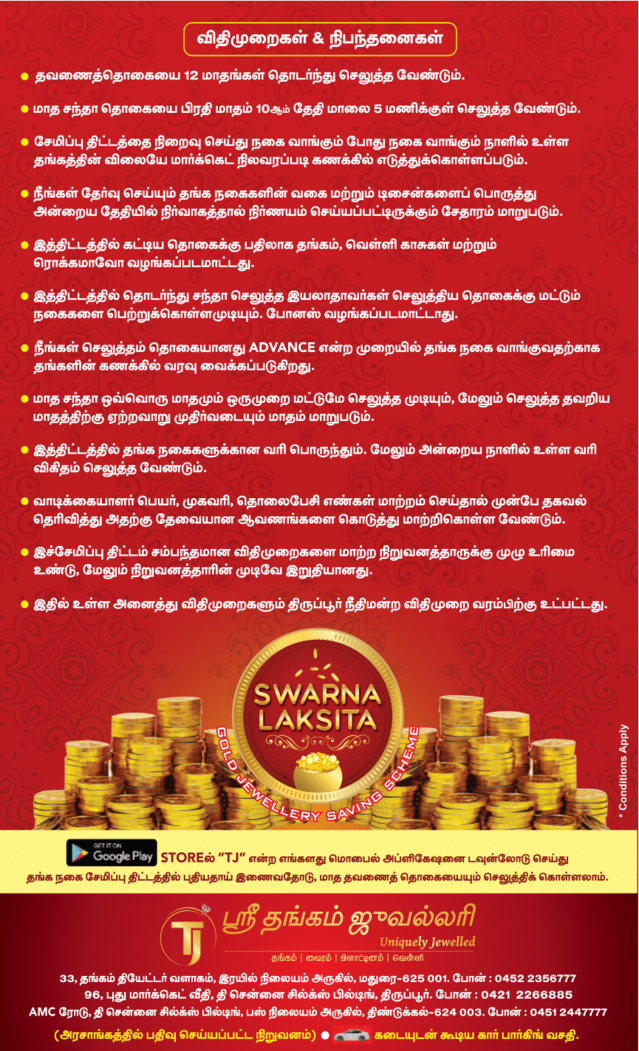 விதிமுறைகள் & நிபந்தனைகள்
● தவணைத்தொகையை 12 மாதங்கள் தொடர்ந்து செலுத்த வேண்டும்.
● மாத சந்தா தொகையை பிரதி மாதம் 10ஆம் தேதி மாலை 5 மணிக்குள் செலுத்த வேண்டும்.
● சேமிப்பு திட்டத்தை நிறைவு செய்து நகை வாங்கும் போது நகை வாங்கும் நாளில் உள்ள
தங்கத்தின் விலையே மார்க்கெட் நிலவரப்படி கணக்கில் எடுத்துக்கொள்ளப்படும்.
● நீங்கள் தேர்வு செய்யும் தங்க நகைகளின் வகை மற்றும் டிசைன்களைப் பொருத்து
அன்றைய தேதியில் நிர்வாகத்தால் நிர்ணயம் செய்யப்பட்டிருக்கும் சேதாரம் மாறுபடும்.
● இத்திட்டத்தில் கட்டிய தொகைக்கு பதிலாக தங்கம், வெள்ளி காசுகள் மற்றும்
ரொக்கமாவோ வழங்கப்படமாட்டது.
● இத்திட்டத்தில் தொடர்ந்து சந்தா செலுத்த இயலாதாவர்கள் செலுத்திய தொகைக்கு மட்டும்
நகைகளை பெற்றுக்கொள்ளமுடியும். போனஸ் வழங்கப்படமாட்டாது.
● நீங்கள் செலுத்தம் தொகையானது ADVANCE என்ற முறையில் தங்க நகை வாங்குவதற்காக
தங்களின் கணக்கில் வரவு வைக்கப்படுகிறது.
● மாத சந்தா ஒவ்வொரு மாதமும் ஒருமுறை மட்டுமே செலுத்த முடியும், மேலும் செலுத்த தவறிய
மாதத்திற்கு ஏற்றவாறு முதிர்வடையும் மாதம் மாறுபடும்.
● இத்திட்டத்தில் தங்க நகைகளுக்கான வரி பொருந்தும். மேலும் அன்றைய நாளில் உள்ள வரி
விகிதம் செலுத்த வேண்டும்.
● வாடிக்கையாளர் பெயர், முகவரி, தொலைபேசி எண்கள் மாற்றம் செய்தால் முன்பே தகவல்
தெரிவித்து அதற்கு தேவையான ஆவணங்களை கொடுத்து மாற்றிகொள்ள வேண்டும்.
● இச்சேமிப்பு திட்டம் சம்பந்தமான விதிமுறைகளை மாற்ற நிறுவனத்தாருக்கு முழு உரிமை
உண்டு, மேலும் நிறுவனத்தாரின் முடிவே இறுதியானது.
● இதில் உள்ள அனைத்து விதிமுறைகளும் திருப்பூர் நீதிமன்ற விதிமுறை வரம்பிற்கு உட்பட்டது.
SWARNA
LAKSITA
GOLD JEWELLERY SAVING SCHEME
* Conditions Apply
GET IT ON
Google Play STOREல் "TJ" என்ற எங்களது மொபைல் அப்ளிகேஷனை டவுன்லோடு செய்து
தங்க நகை சேமிப்பு திட்டத்தில் புதியதாய் இணைவதோடு, மாத தவணைத் தொகையையும் செலுத்திக் கொள்ளலாம்.
TJ ஸ்ரீ தங்கம் ஜுவல்லரி
Uniquely Jewelled
தங்கம் | வைரம் | பிளாட்டினம் | வெள்ளி
33, தங்கம் தியேட்டர் வளாகம், இரயில் நிலையம் அருகில், மதுரை-625 001. போன் : 0452 2356777
96, புது மார்க்கெட் வீதி, தி சென்னை சில்க்ஸ் பில்டிங், திருப்பூர். போன் : 0421 2266885
AMC ரோடு, தி சென்னை சில்க்ஸ் பில்டிங், பஸ் நிலையம் அருகில், திண்டுக்கல்-624 003. போன் : 0451 2447777
(அரசாங்கத்தில் பதிவு செய்யப்பட்ட நிறுவனம்) ● கடையுடன் கூடிய கார் பார்கிங் வசதி.